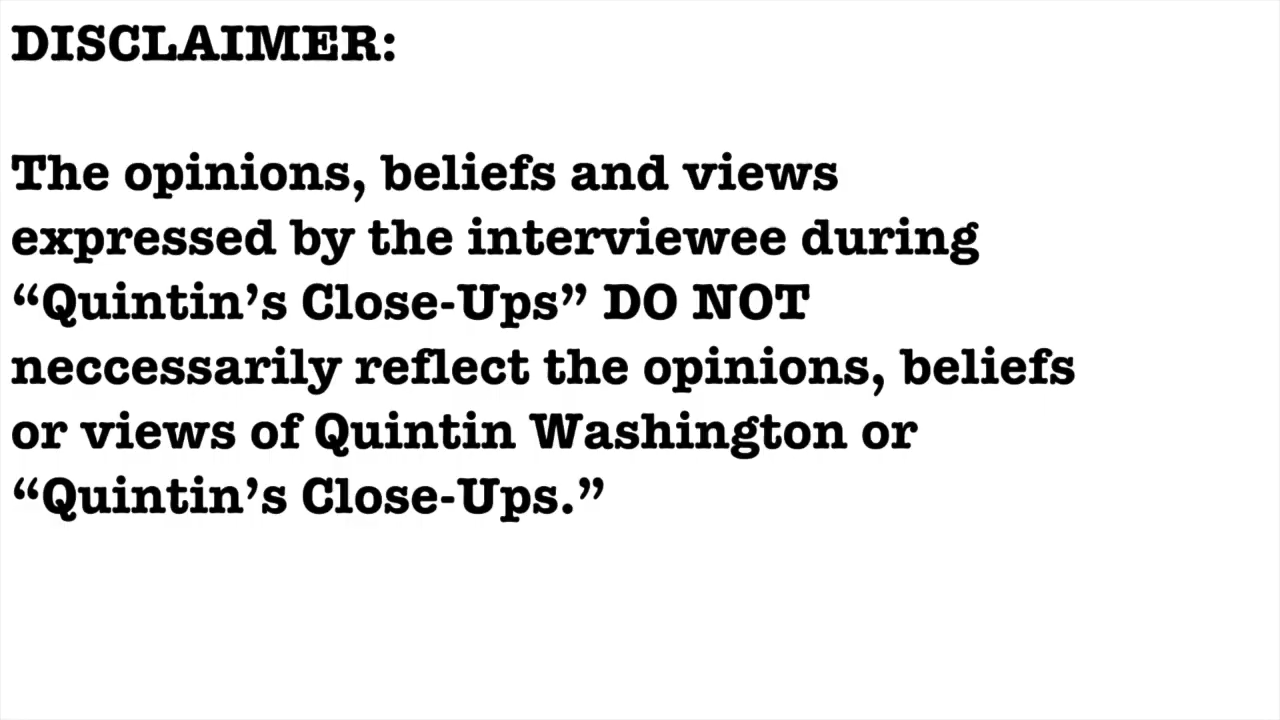 DISCLAIMER:
The opinions, beliefs and views
expressed by the interviewee during
“Quintin’s Close-Ups” DO NOT
neccessarily reflect the opinions, beliefs
or views of Quintin Washington or
“Quintin’s Close-Ups.”